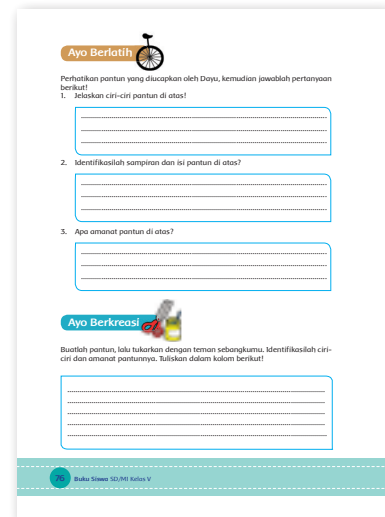 Ayo Berlatih
Perhatikan pantun yang diucapkan oleh Dayu, kemudian jawablah pertanyaan
berikut!
1. Jelaskan ciri-ciri pantun di atas!
2. Identifikasilah sampiran dan isi pantun di atas?
3. Apa amanat pantun di atas?
Ayo Berkreasi
Buatlah pantun, lalu tukarkan dengan teman sebangkumu. Identifikasilah ciri-
ciri dan amanat pantunnya. Tuliskan dalam kolom berikut!
76 Buku Siswa SD/MI Kelas V